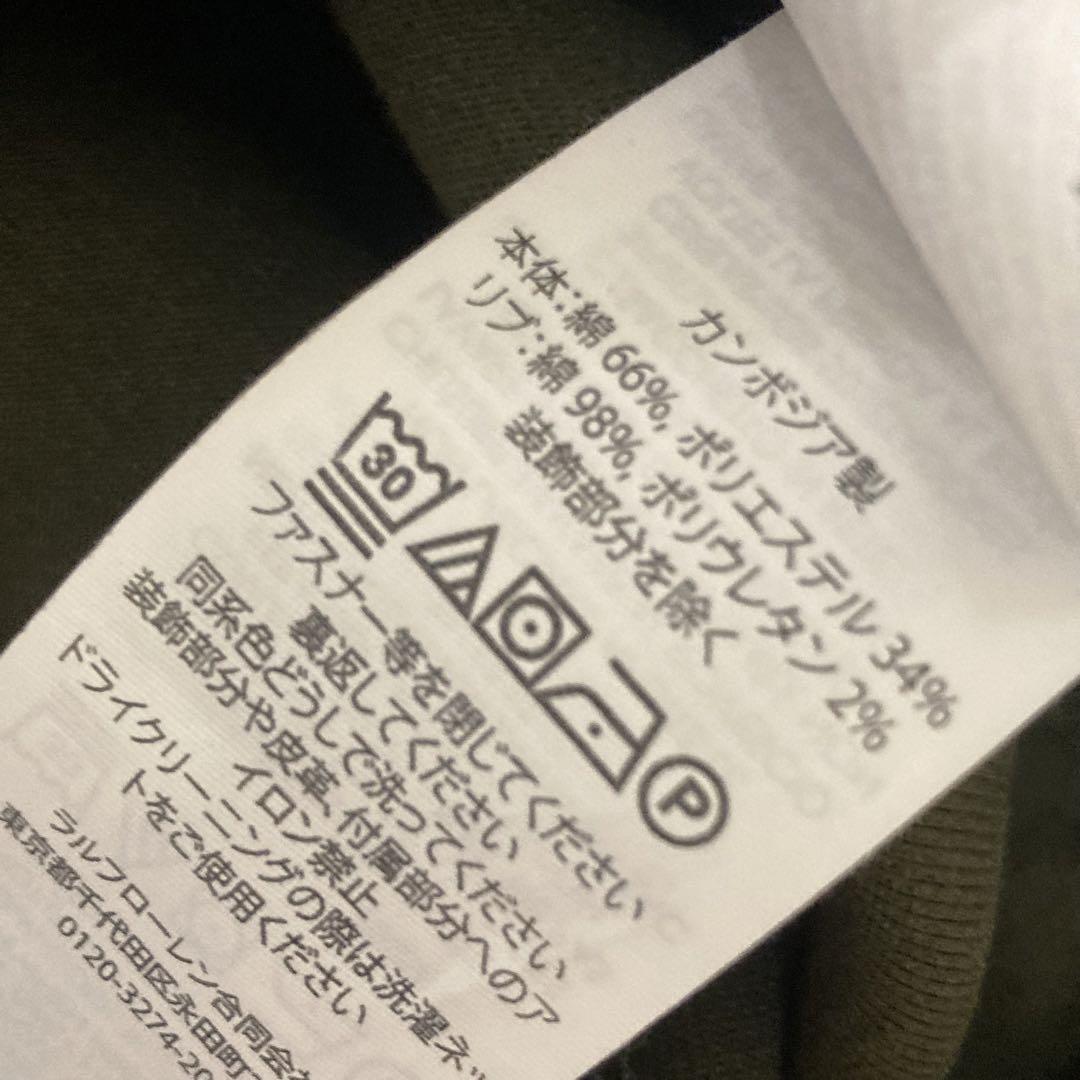 カンボジア製
本体：綿 66%, ポリエステル 34%
リブ：綿 98%, ポリウレタン 2%
装飾部分を除く
30
P
ファスナー等を閉じてください
裏返してください
同系色どうしで洗ってください
装飾部分や皮革、付属部分へのア
イロン禁止
ドライクリーニングの際は洗濯ネッ
トをご使用ください
ラルフローレン合同会
東京都千代田区永田町
0120-3274-20